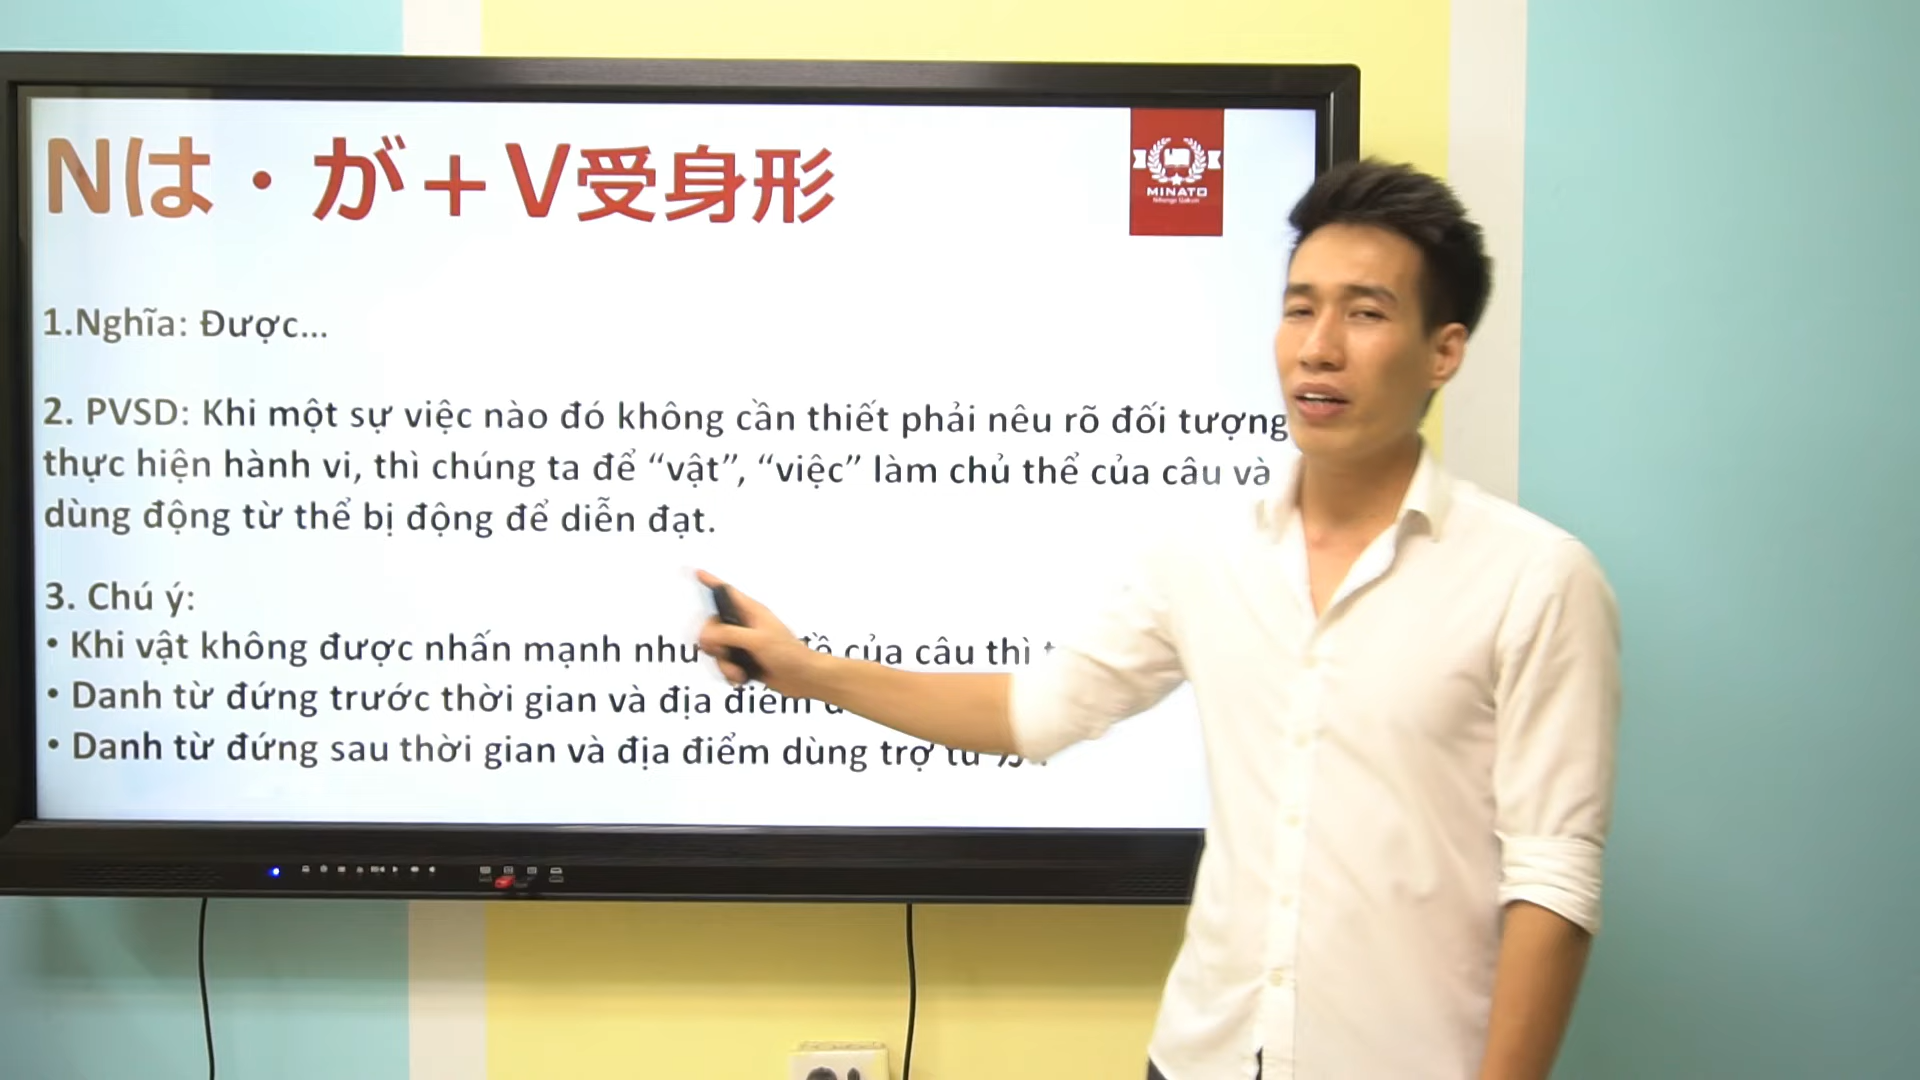 Nは・が＋V受身形
MINATO
Nihongo Gakuin
1.Nghĩa: Được...
2. PVSD: Khi một sự việc nào đó không cần thiết phải nêu rõ đối tượng
thực hiện hành vi, thì chúng ta để “vật”, “việc” làm chủ thể của câu và
dùng động từ thể bị động để diễn đạt.
3. Chú ý:
• Khi vật không được nhấn mạnh như của câu thì
• Danh từ đứng trước thời gian và địa điểm
• Danh từ đứng sau thời gian và địa điểm dùng trợ từ